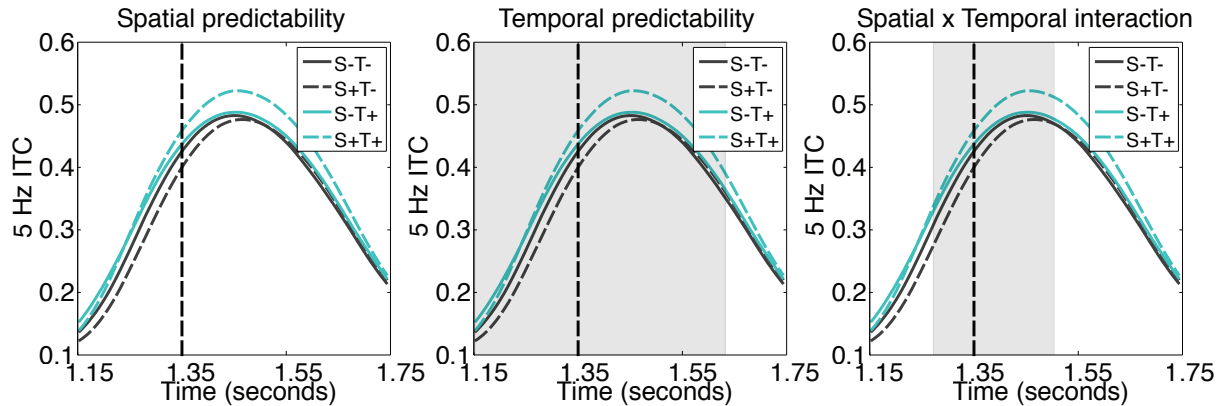 Spatial predictability
0.6
0.5
0.4
0.3
0.2
0.1
5 Hz ITC
S-T-
S+T-
S-T+
S+T+
1.15
1.35
1.55
1.75
Time (seconds)
Temporal predictability
0.6
0.5
0.4
0.3
0.2
0.1
5 Hz ITC
S-T-
S+T-
S-T+
S+T+
1.15
1.35
1.55
1.75
Time (seconds)
Spatial x Temporal interaction
0.6
0.5
0.4
0.3
0.2
0.1
5 Hz ITC
S-T-
S+T-
S-T+
S+T+
1.15
1.35
1.55
1.75
Time (seconds)